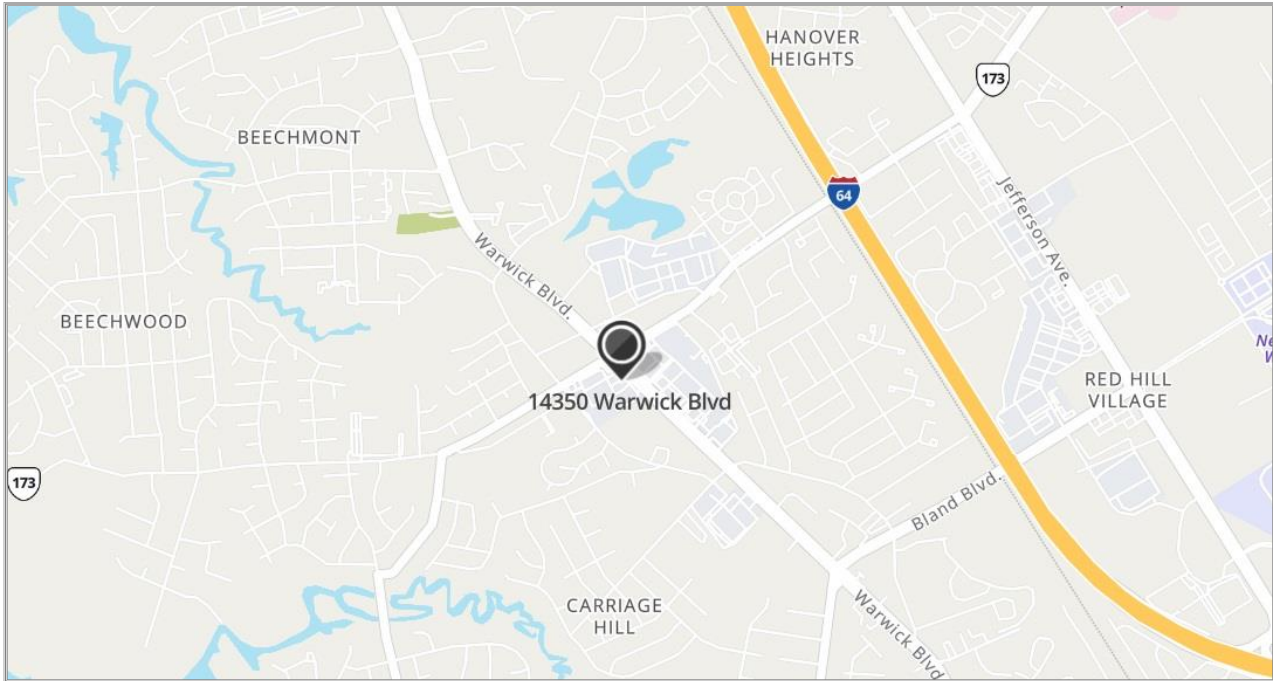 HANOVER
HEIGHTS
173
BEECHMONT
64
Jefferson Ave.
Warwick Blvd.
BEECHWOOD
14350 Warwick Blvd
RED HILL
VILLAGE
173
Bland Blvd.
CARRIAGE
HILL
Warwick Blvd